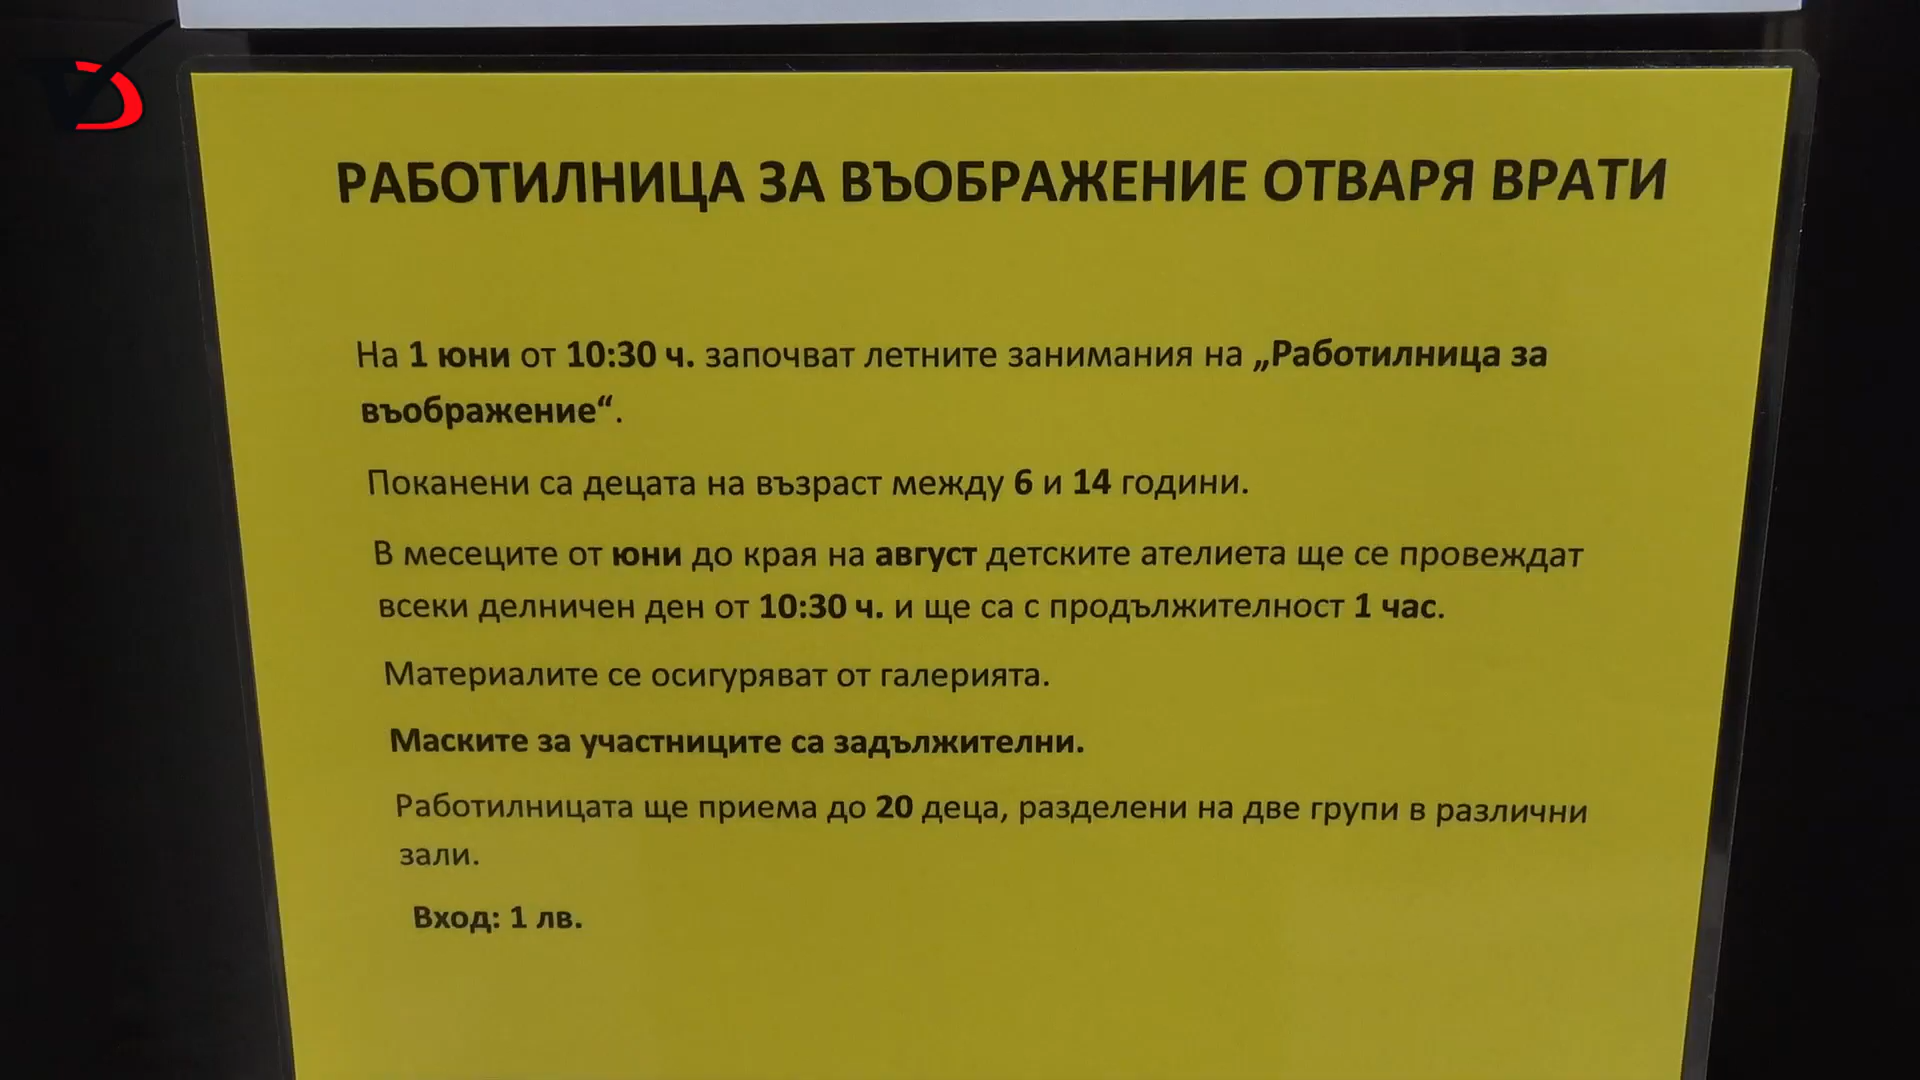 РАБОТИЛНИЦА ЗА ВЪОБРАЖЕНИЕ ОТВАРЯ ВРАТИ
На 1 юни от 10:30 ч. започват летните занимания на „Работилница за
въображение“.
Поканени са децата на възраст между 6 и 14 години.
В месеците от юни до края на август детските ателиета ще се провеждат
всеки делничен ден от 10:30 ч. и ще са с продължителност 1 час.
Материалите се осигуряват от галерията.
Маските за участниците са задължителни.
Работилницата ще приема до 20 деца, разделени на две групи в различни
зали.
Вход: 1 лв.